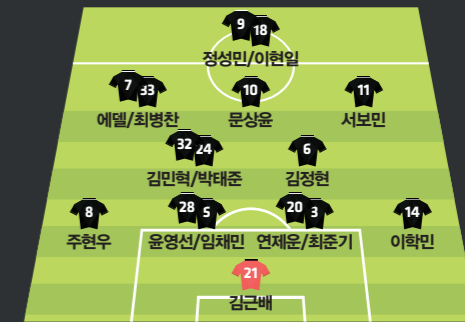 9 18
정성민/이현일
7 33 10 11
에델/최병찬 문상윤 서보민
32 24 6
김민혁/박태준 김정현
8 28 5 20 3 14
주현우 윤영선/임채민 연제운/최준기 이학민
21
김근배